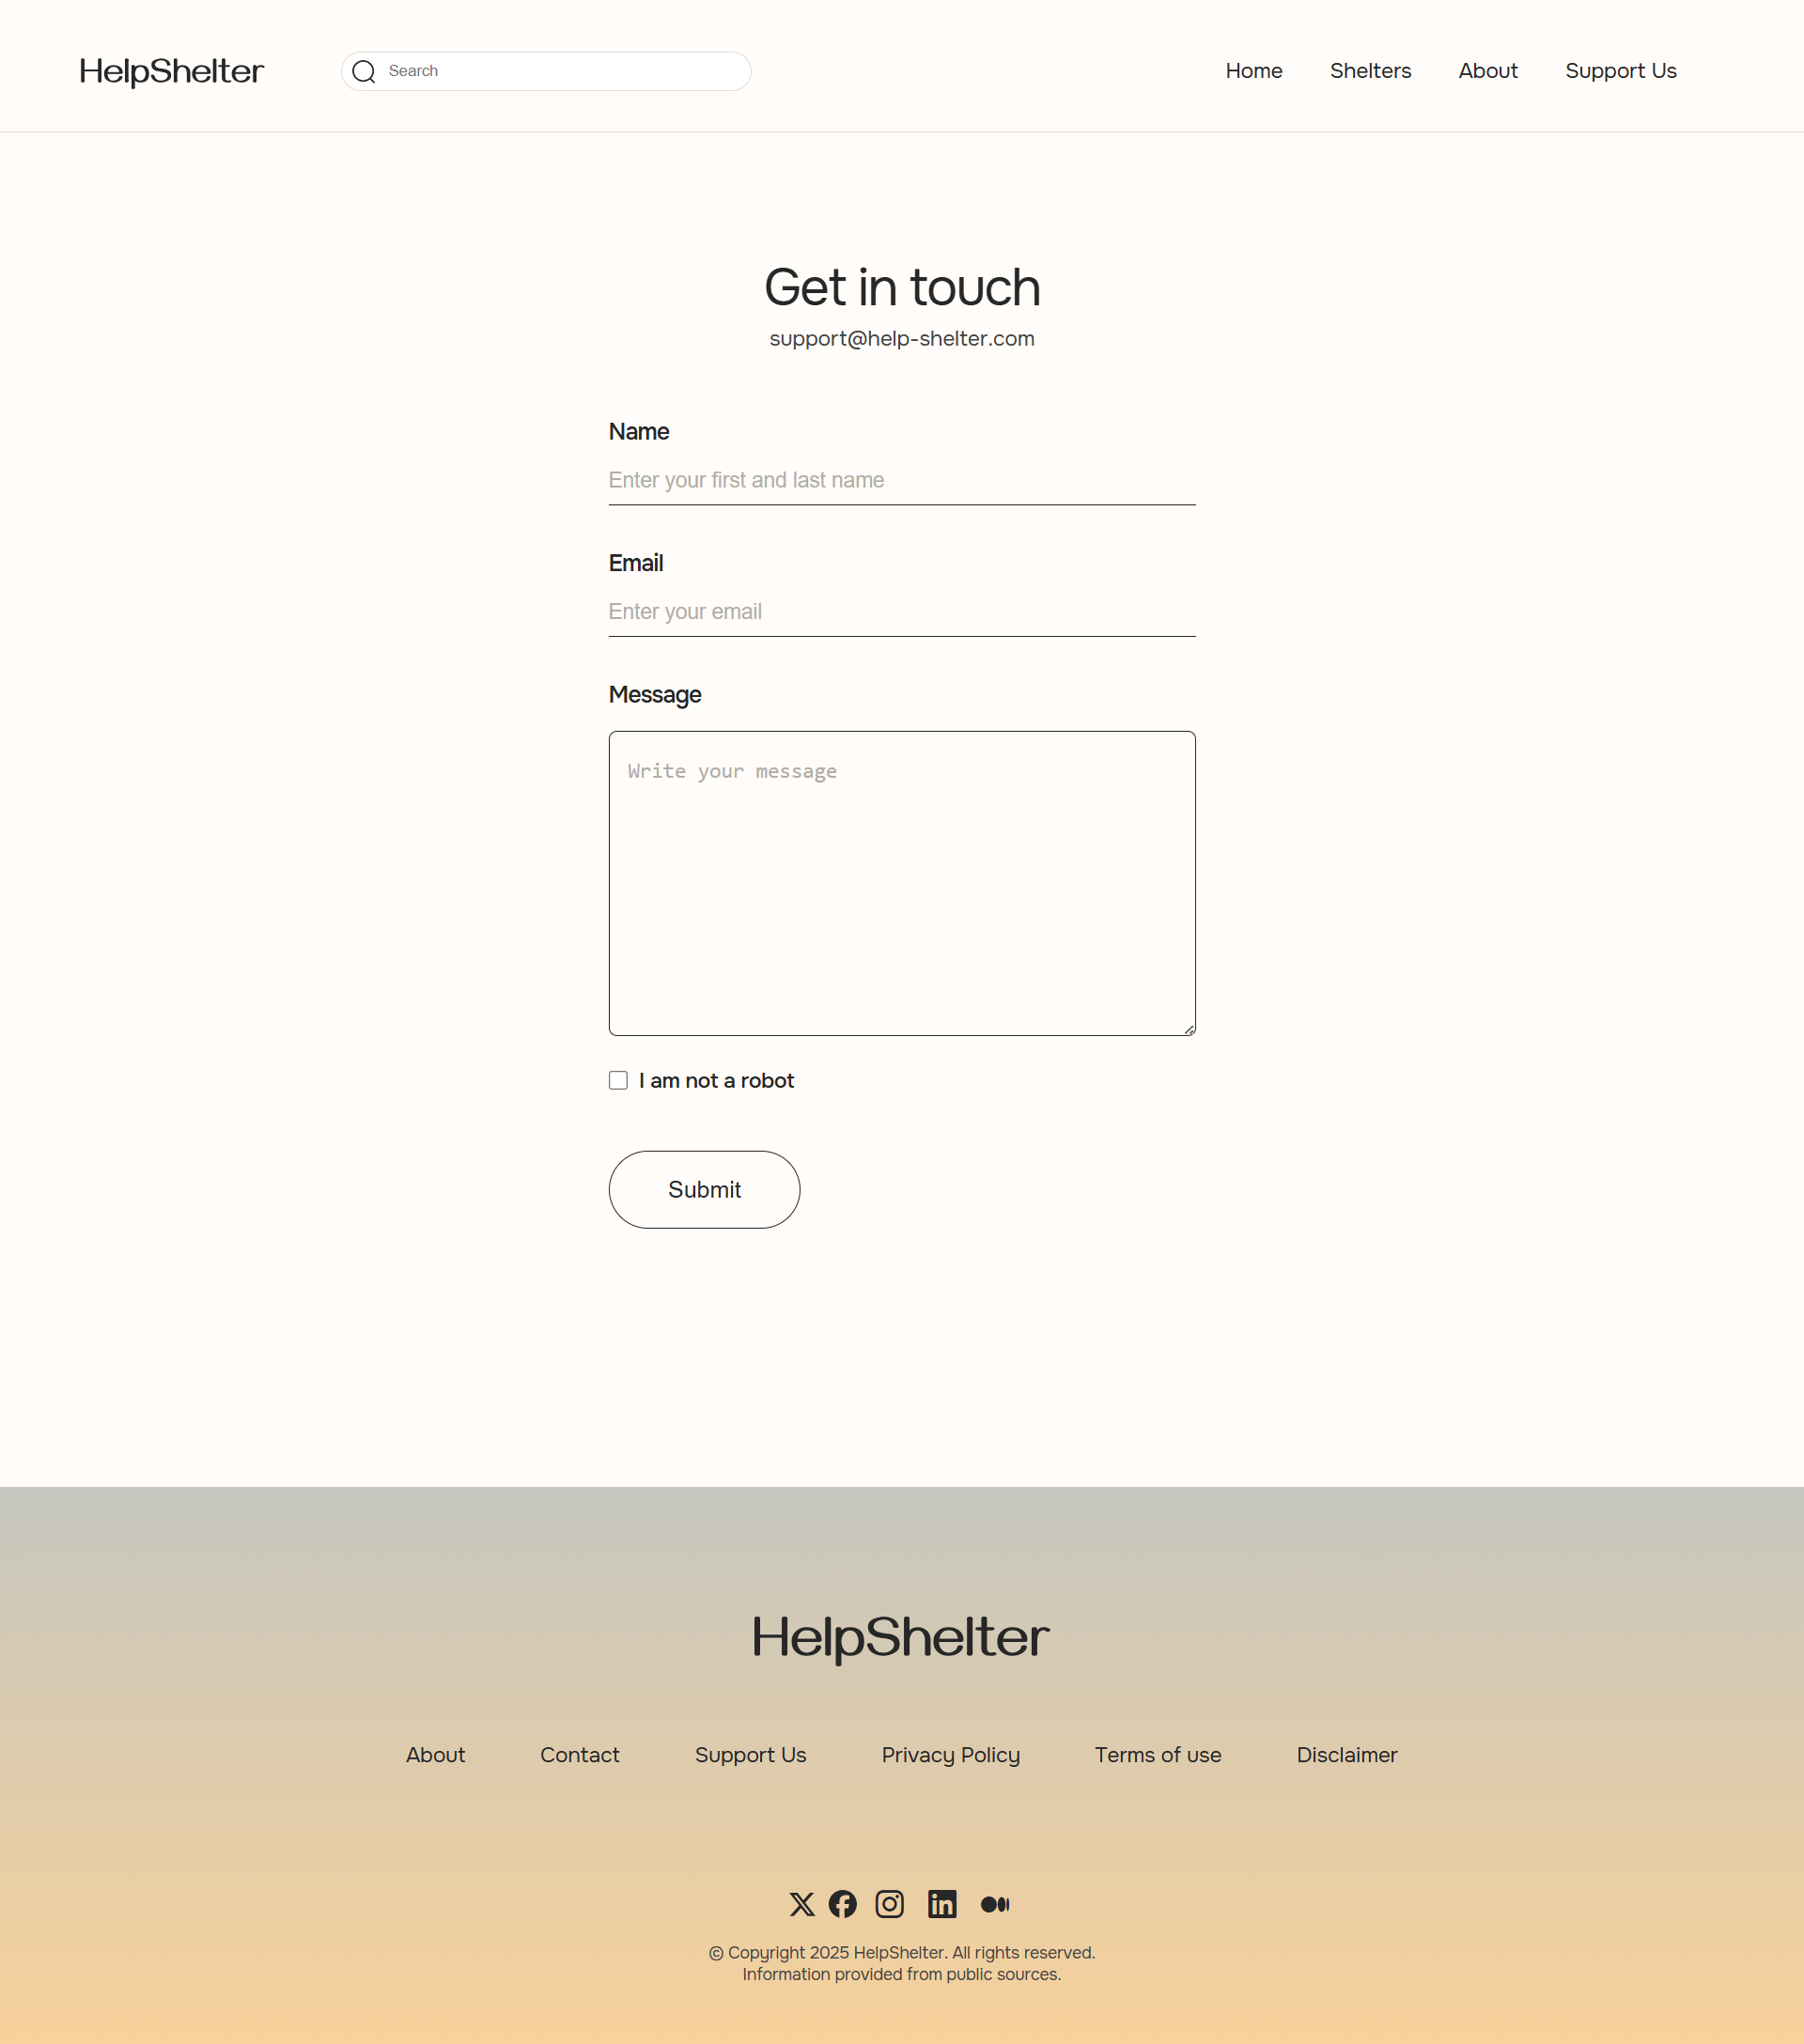 HelpShelter
Search
Home Shelters About Support Us
Get in touch
support@help-shelter.com
Name
Enter your first and last name
Email
Enter your email
Message
Write your message
I am not a robot
Submit
HelpShelter
About Contact Support Us Privacy Policy Terms of use Disclaimer
© Copyright 2025 HelpShelter. All rights reserved.
Information provided from public sources.